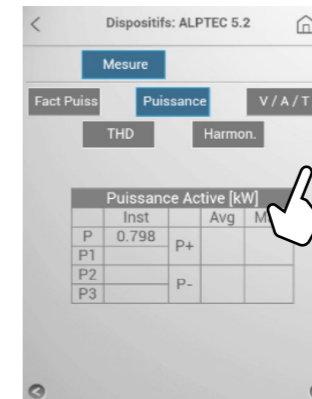 Dispositifs: ALPTEC 5.2
Mesure
Fact Puiss Puissance V / A / T
THD Harmon.
Puissance Active [kW]
Inst Avg
P 0.798 P+
P1
P2 P-
P3